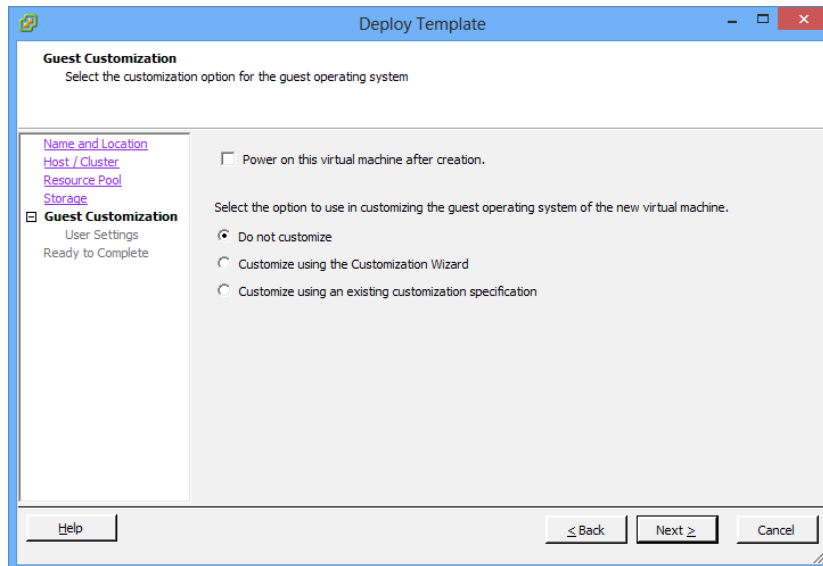 Deploy Template
Guest Customization
Select the customization option for the guest operating system
Name and Location
Host / Cluster
Resource Pool
Storage
Guest Customization
User Settings
Ready to Complete
Power on this virtual machine after creation.
Select the option to use in customizing the guest operating system of the new virtual machine.
Do not customize
Customize using the Customization Wizard
Customize using an existing customization specification
Help
< Back
Next >
Cancel